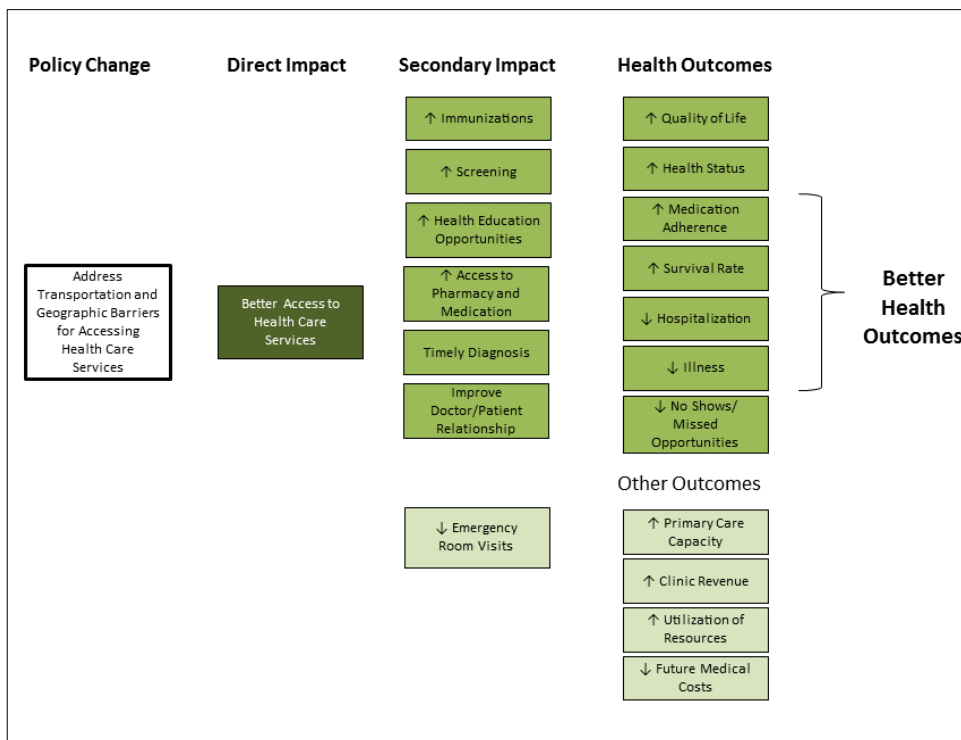 Policy Change
Direct Impact
Secondary Impact
Health Outcomes
Address
Transportation and
Geographic Barriers
for Accessing
Health Care
Services
Better Access to
Health Care
Services
↑ Immunizations
↑ Screening
↑ Health Education
Opportunities
↑ Access to
Pharmacy and
Medication
Timely Diagnosis
Improve
Doctor/Patient
Relationship
↓ Emergency
Room Visits
↑ Quality of Life
↑ Health Status
↑ Medication
Adherence
↑ Survival Rate
↓ Hospitalization
↓ Illness
↓ No Shows/
Missed
Opportunities
Other Outcomes
↑ Primary Care
Capacity
↑ Clinic Revenue
↑ Utilization of
Resources
↓ Future Medical
Costs
Better
Health
Outcomes